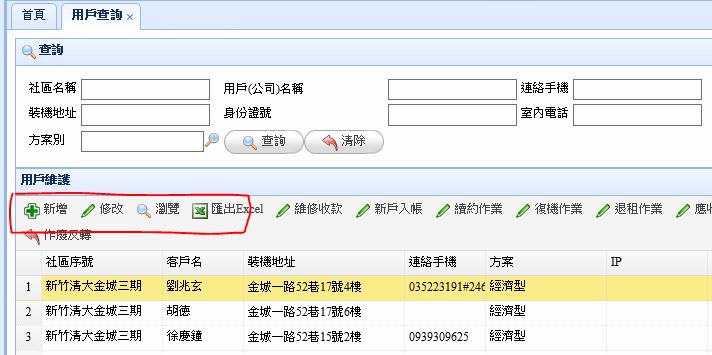 首頁 用戶查詢 ×
查詢
社區名稱 用戶(公司)名稱 連絡手機
裝機地址 身份證號 室內電話
方案別 查詢 清除
用戶維護
新增 修改 瀏覽 匯出Excel 維修收款 新戶入帳 續約作業 復機作業 退租作業 應收
作廢反轉
社區序號 客戶名 裝機地址 連絡手機 方案 IP
1 新竹清大金城三期 劉兆玄 金城一路52巷17號4樓 035223191#246 經濟型
2 新竹清大金城三期 胡德 金城一路52巷17號6樓 經濟型
3 新竹清大金城三期 徐慶鐘 金城一路52巷15號2樓 0939309625 經濟型